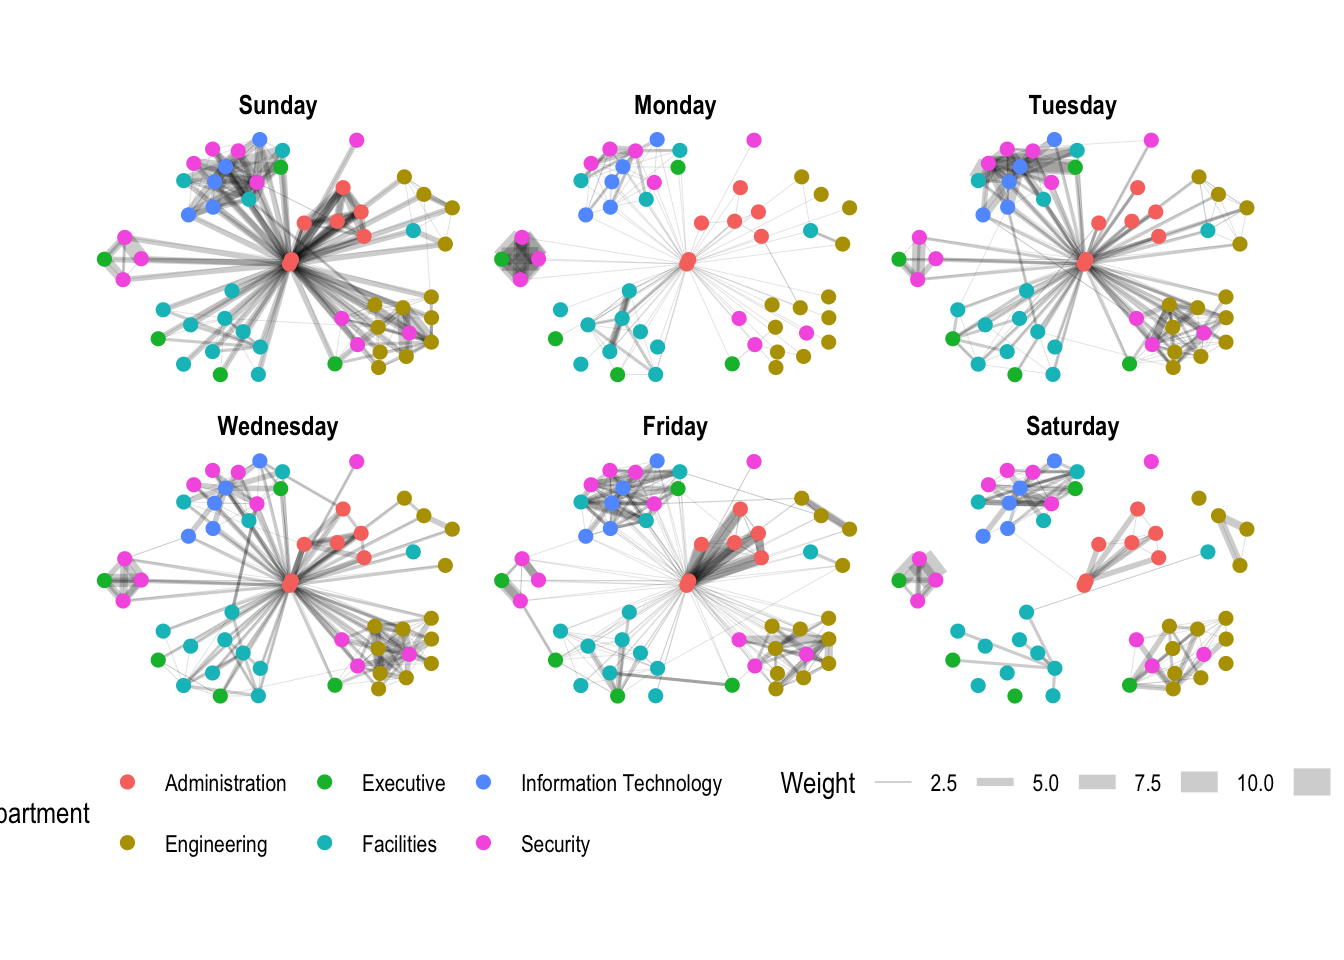 Sunday Monday Tuesday
Wednesday Friday Saturday
Administration Executive Information Technology Weight 2.5 5.0 7.5 10.0
partment
Engineering Facilities Security